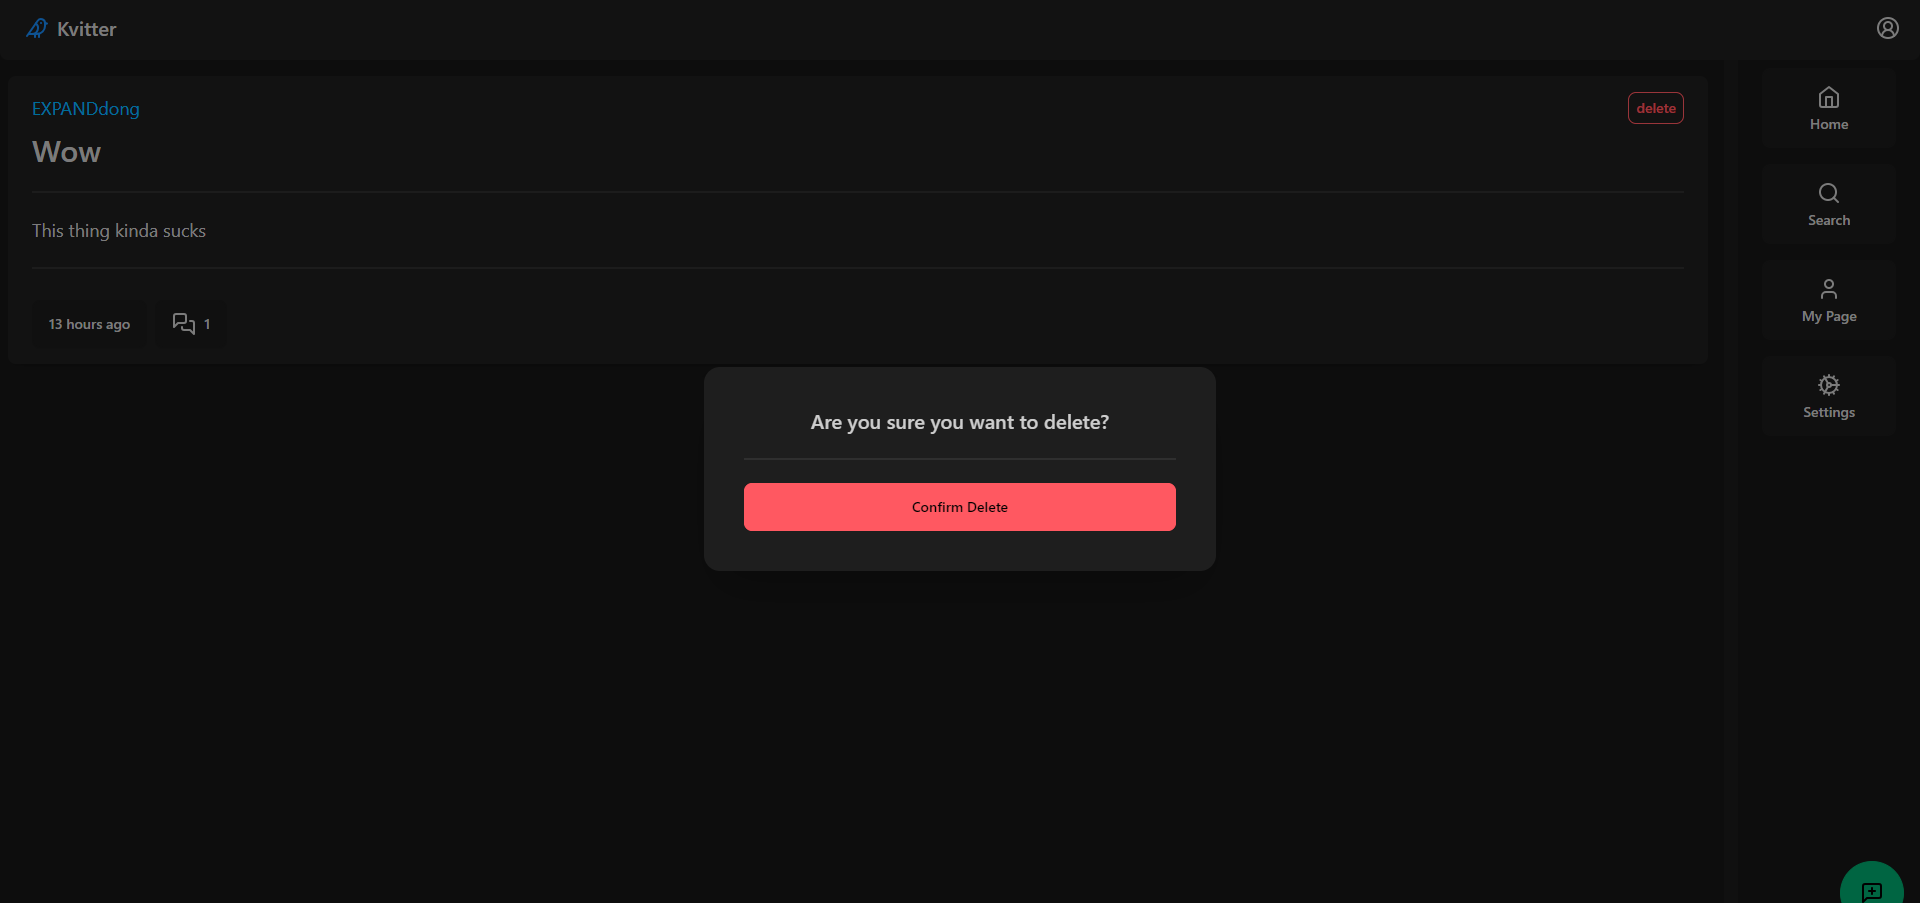 Kvitter
EXPANDdong
delete
Wow
This thing kinda sucks
13 hours ago
1
Home
Search
My Page
Settings
Are you sure you want to delete?
Confirm Delete